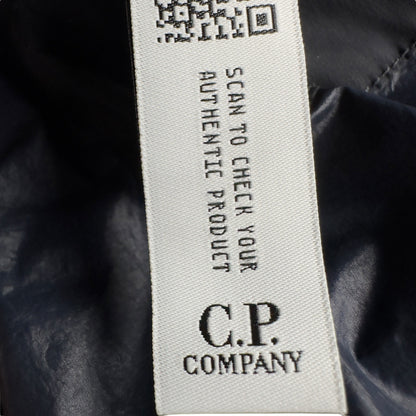 SCAN TO CHECK YOUR
AUTHENTIC PRODUCT
C.P.
COMPANY